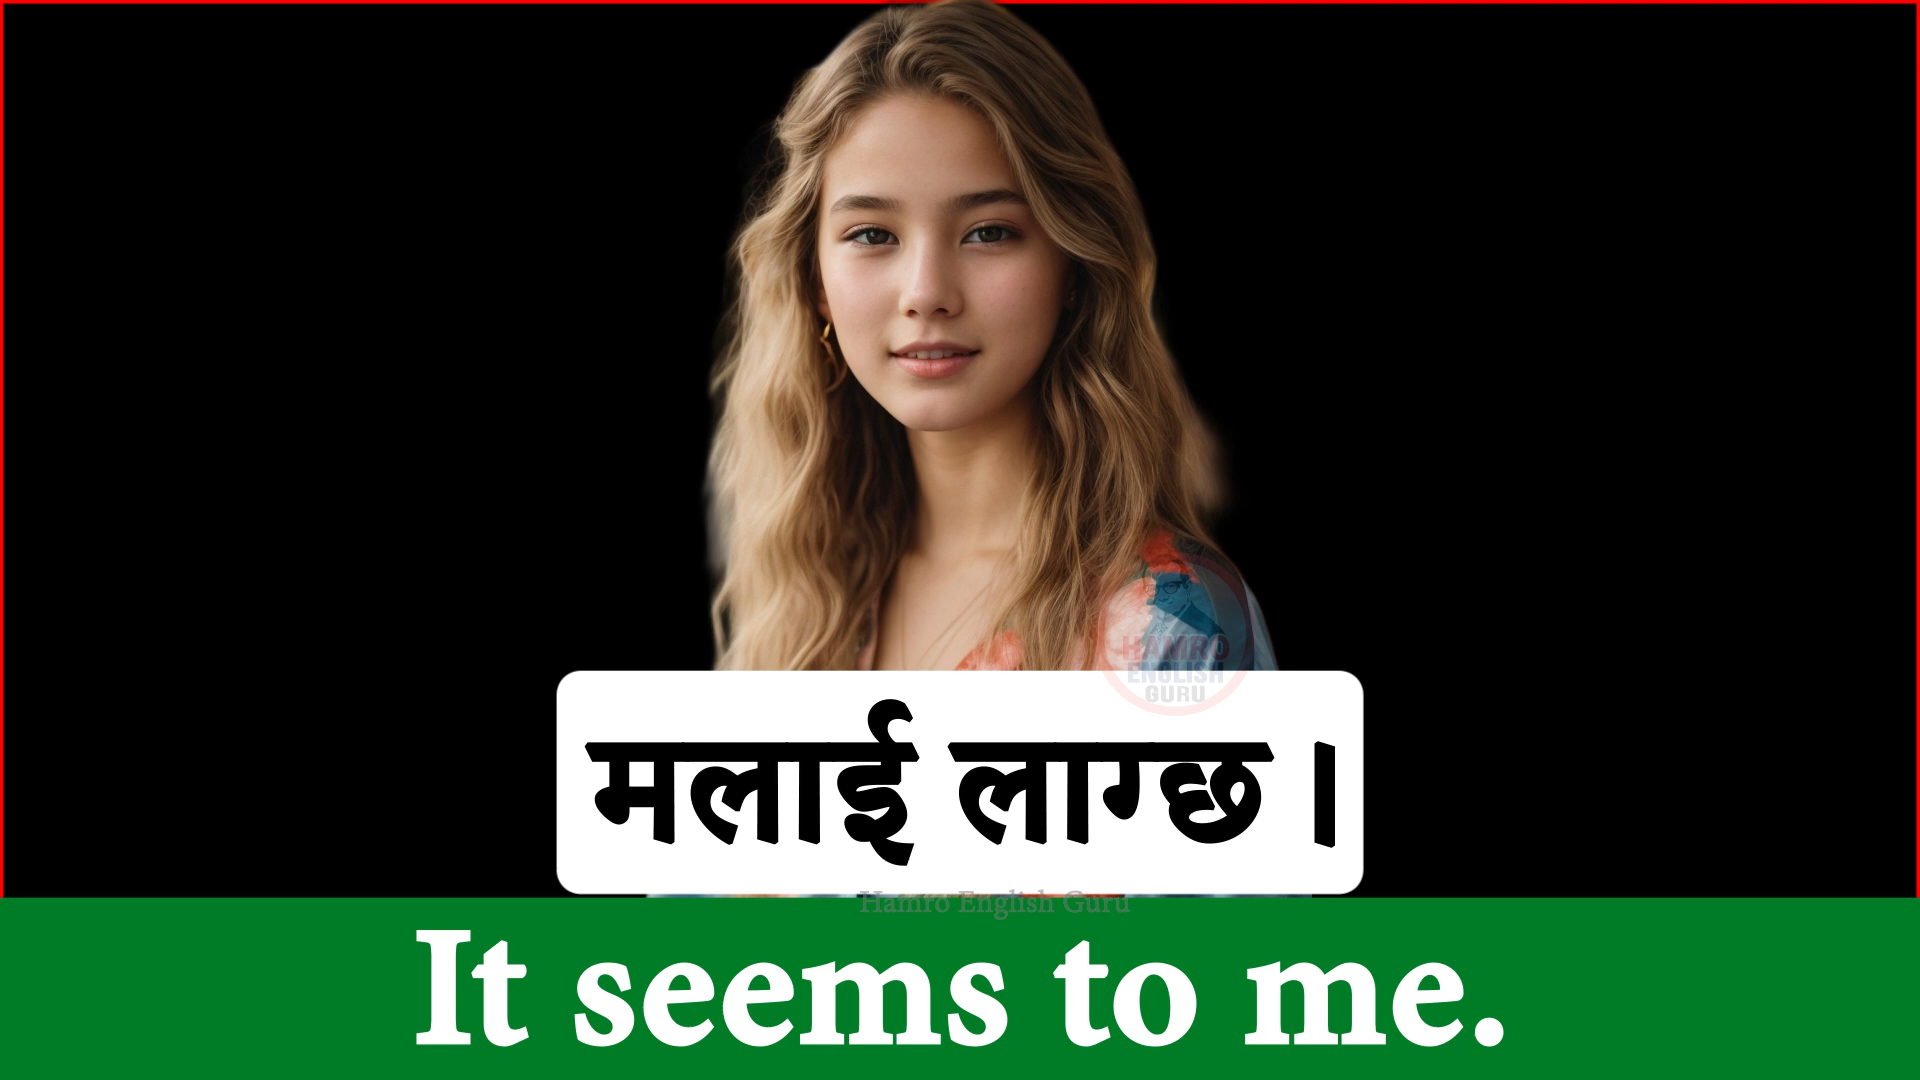 HAMRO
ENGLISH
GURU
मलाई लाग्छ ।
Hamro English Guru
It seems to me.